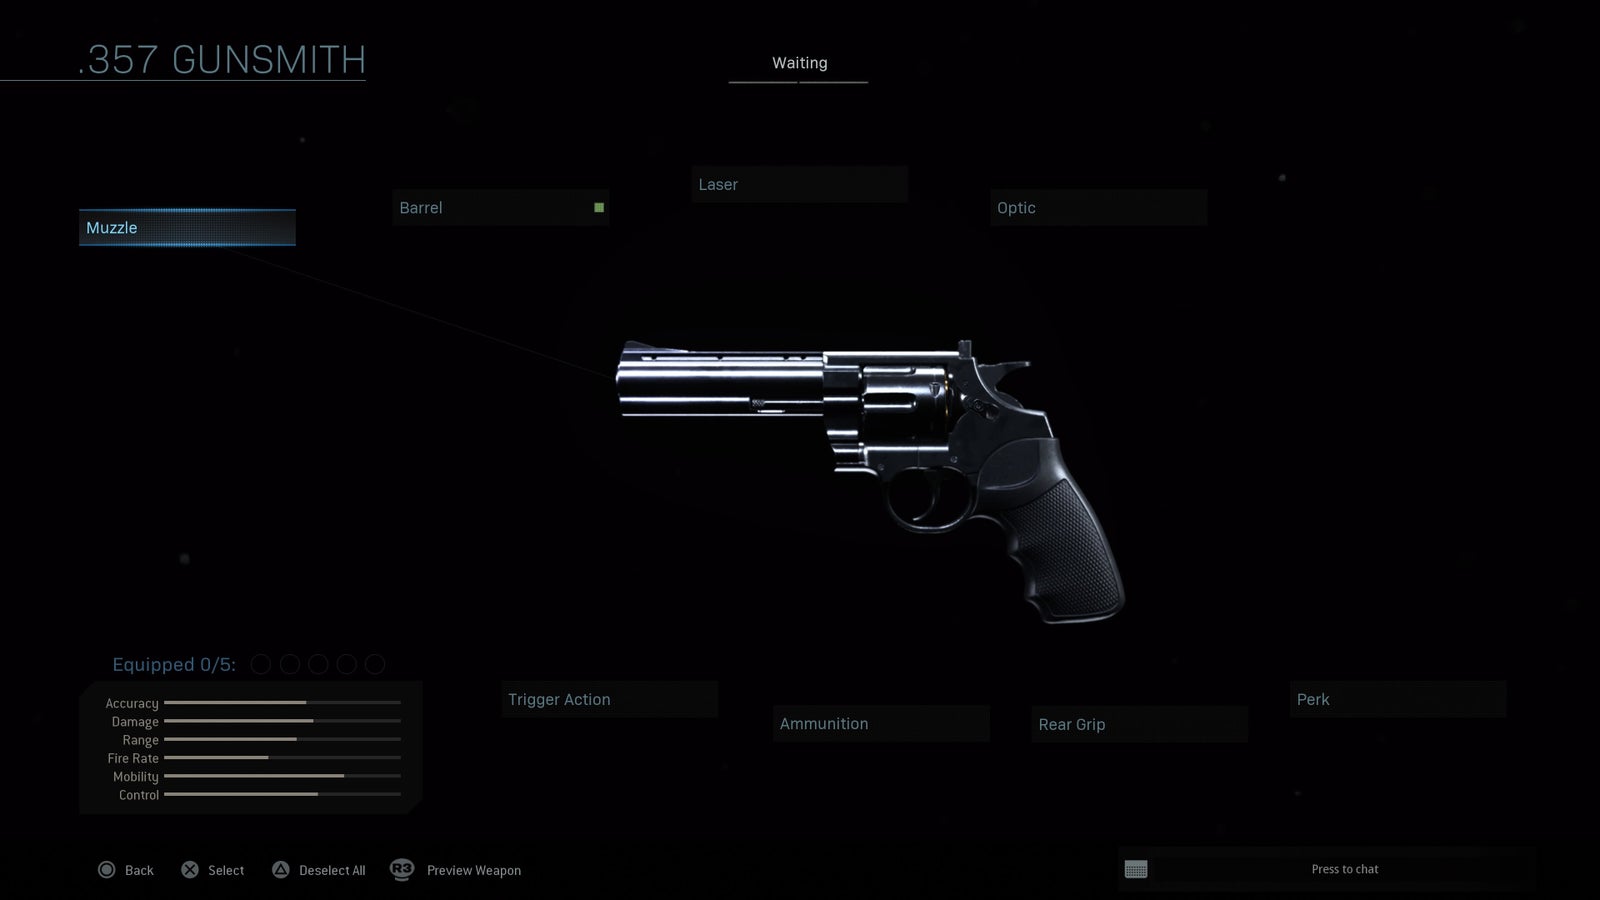 .357 GUNSMITH
Waiting
Laser
Barrel
Optic
Muzzle
Equipped 0/5:
Accuracy
Damage
Range
Fire Rate
Mobility
Control
Trigger Action
Ammunition
Rear Grip
Perk
Back
Select
Deselect All
R3
Preview Weapon
Press to chat